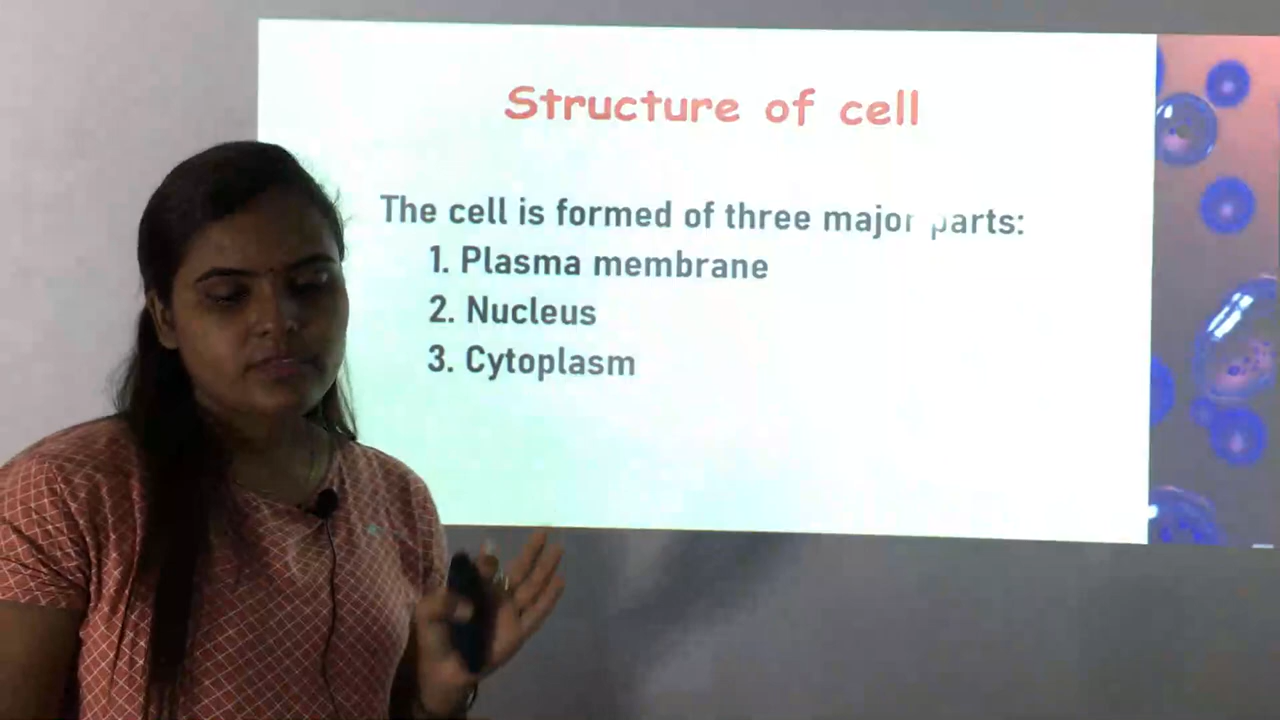 Structure of cell
The cell is formed of three major parts:
1. Plasma membrane
2. Nucleus
3. Cytoplasm